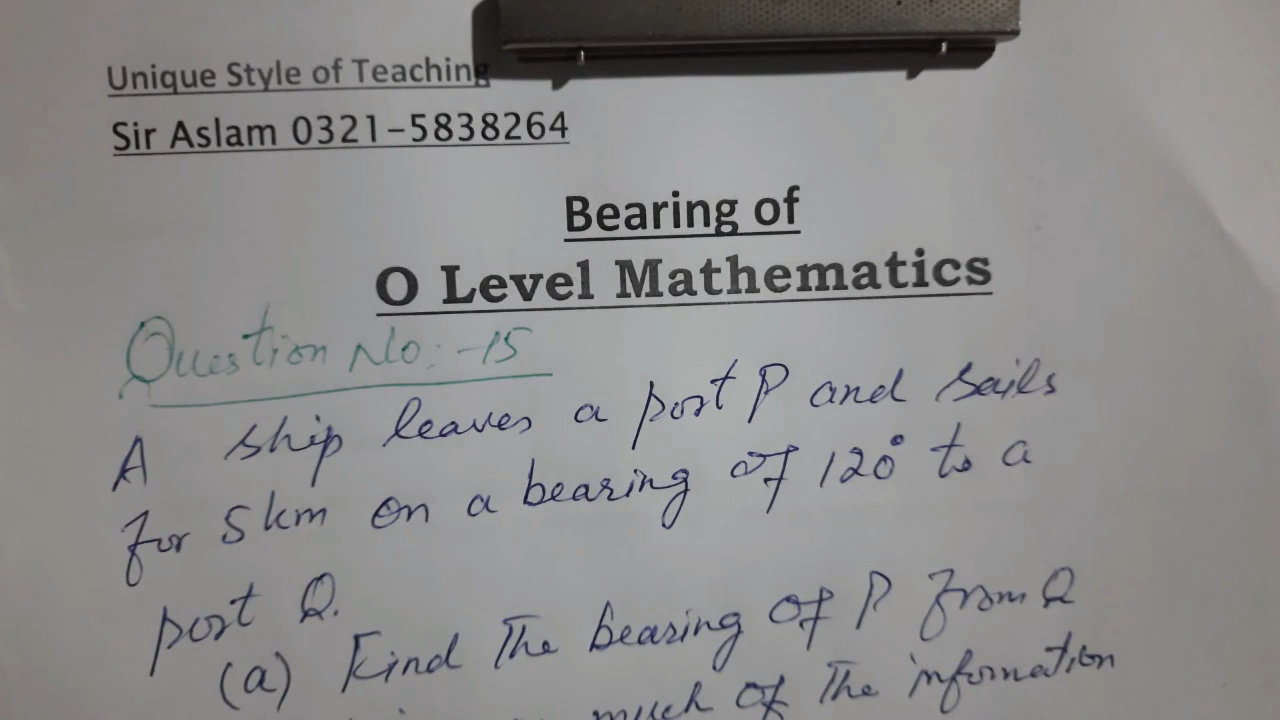 Unique Style of Teaching
Sir Aslam 0321-5838264
Bearing of
O Level Mathematics
Question No:-15
A ship leaves a port P and sails
for 5km on a bearing of 120° to a
port Q.
(a) Find The bearing of P from Q
much of The information